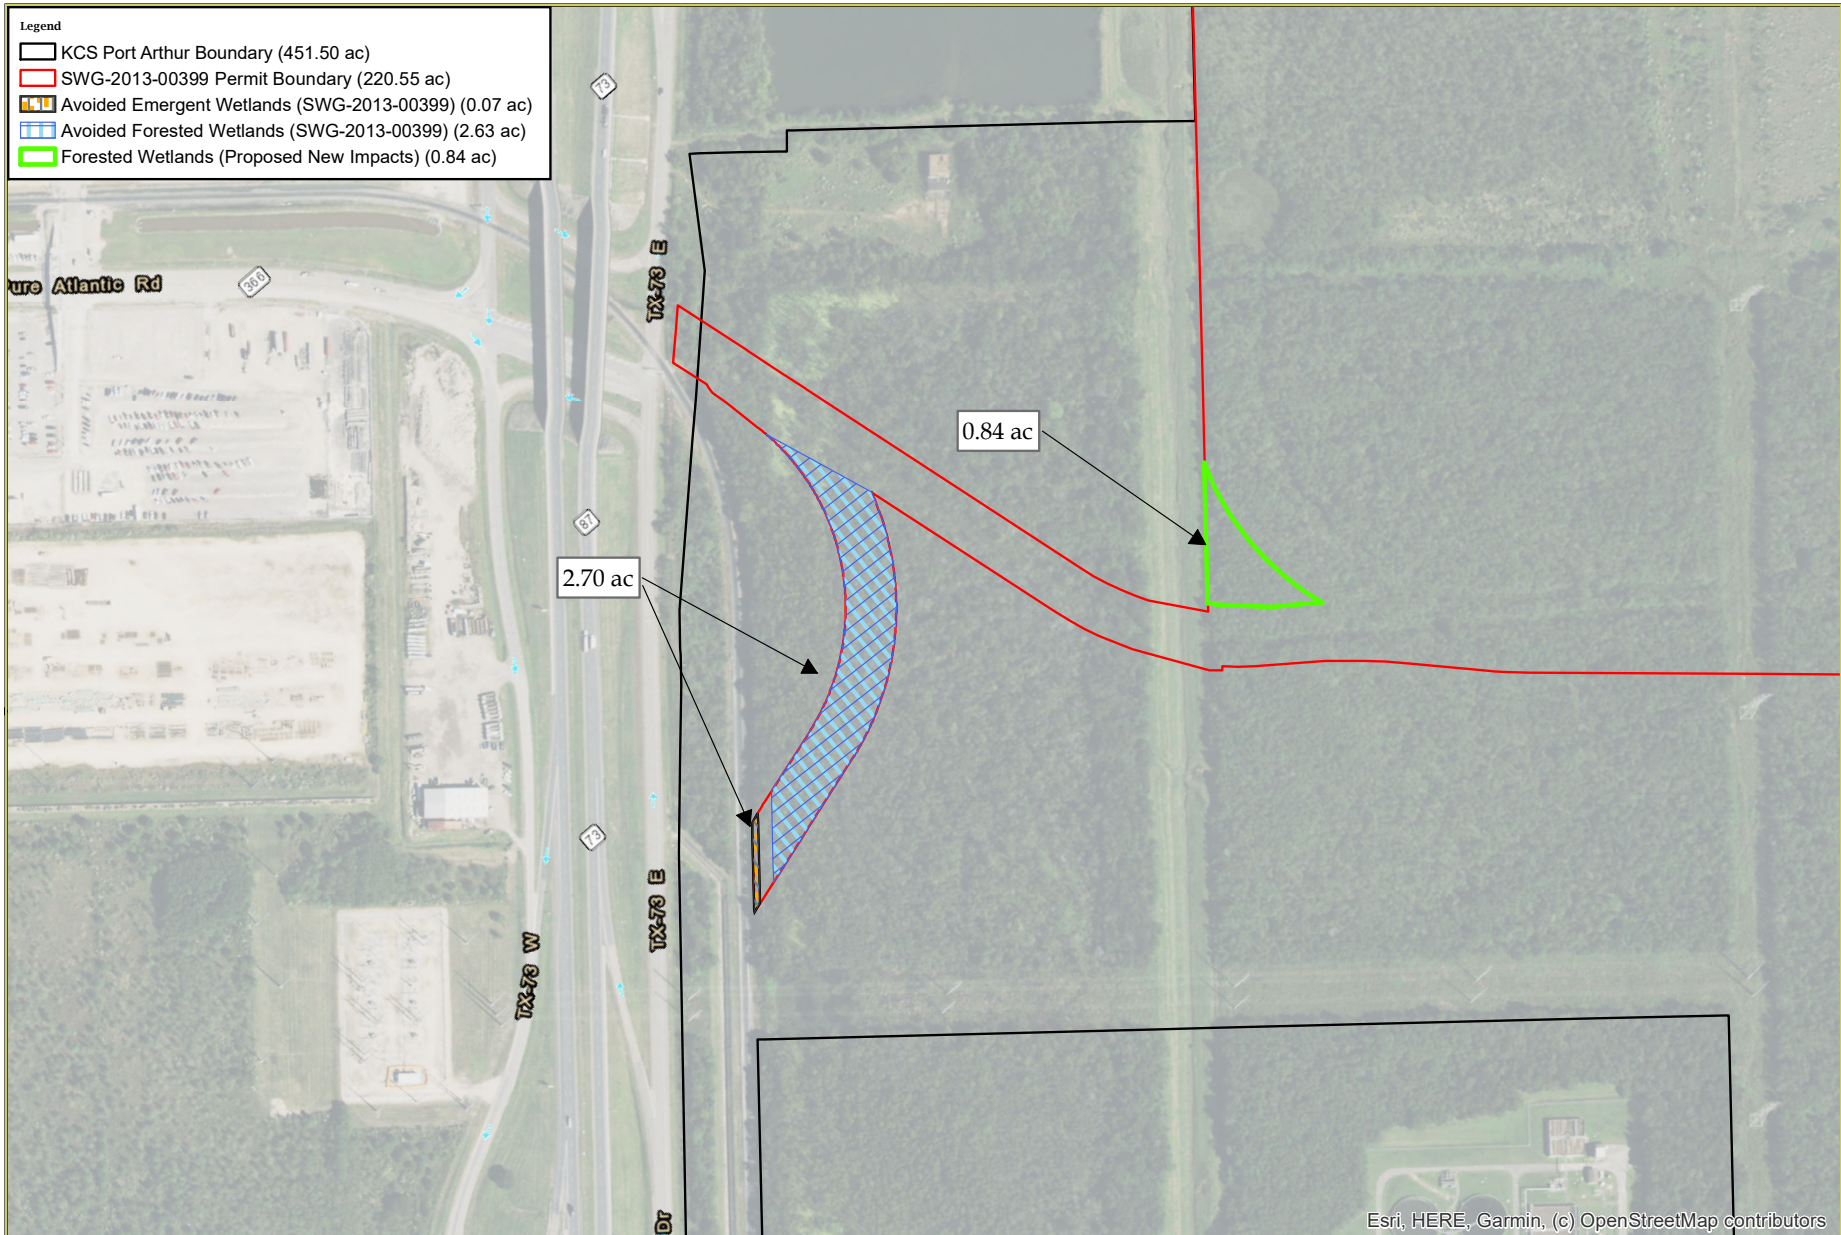 Legend
KCS Port Arthur Boundary (451.50 ac)
SWG-2013-00399 Permit Boundary (220.55 ac)
Avoided Emergent Wetlands (SWG-2013-00399) (0.07 ac)
Avoided Forested Wetlands (SWG-2013-00399) (2.63 ac)
Forested Wetlands (Proposed New Impacts) (0.84 ac)
73
TX-73 E
Pure Atlantic Rd
366
0.84 ac
87
2.70 ac
73
TX-73 E
TX-73 W
Dr
Esri, HERE, Garmin, (c) OpenStreetMap contributors